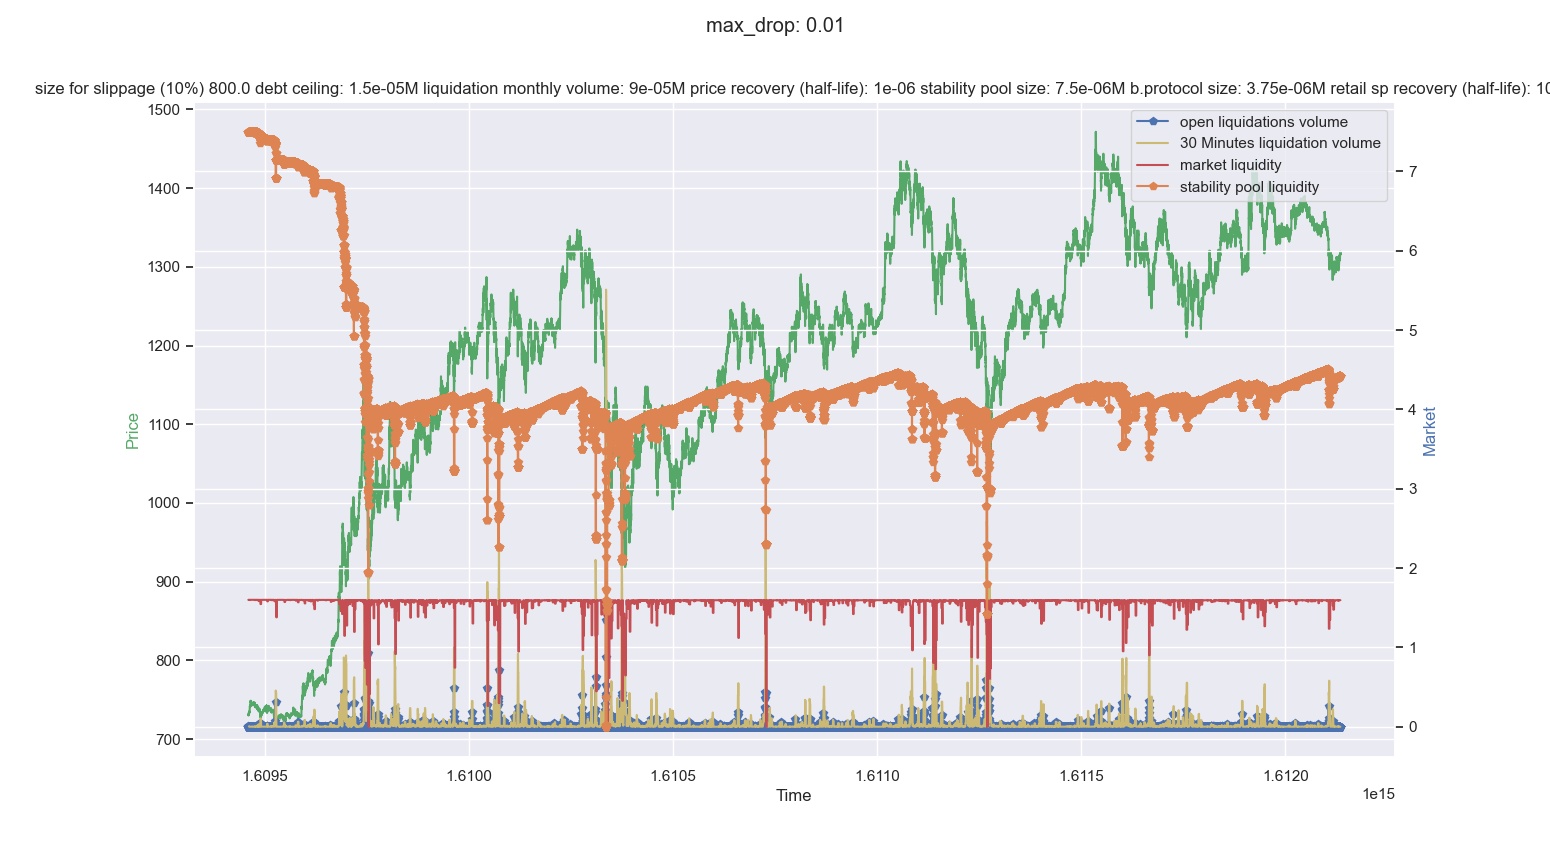 max_drop: 0.01
size for slippage (10%) 800.0 debt ceiling: 1.5e-05M liquidation monthly volume: 9e-05M price recovery (half-life): 1e-06 stability pool size: 7.5e-06M b.protocol size: 3.75e-06M retail sp recovery (half-life): 10
open liquidations volume
30 Minutes liquidation volume
market liquidity
stability pool liquidity
1500
1400
1300
1200
1100
1000
900
800
700
Price
7
6
5
4
3
2
1
0
Market
1.6095 1.6100 1.6105 1.6110 1.6115 1.6120
Time
1e15